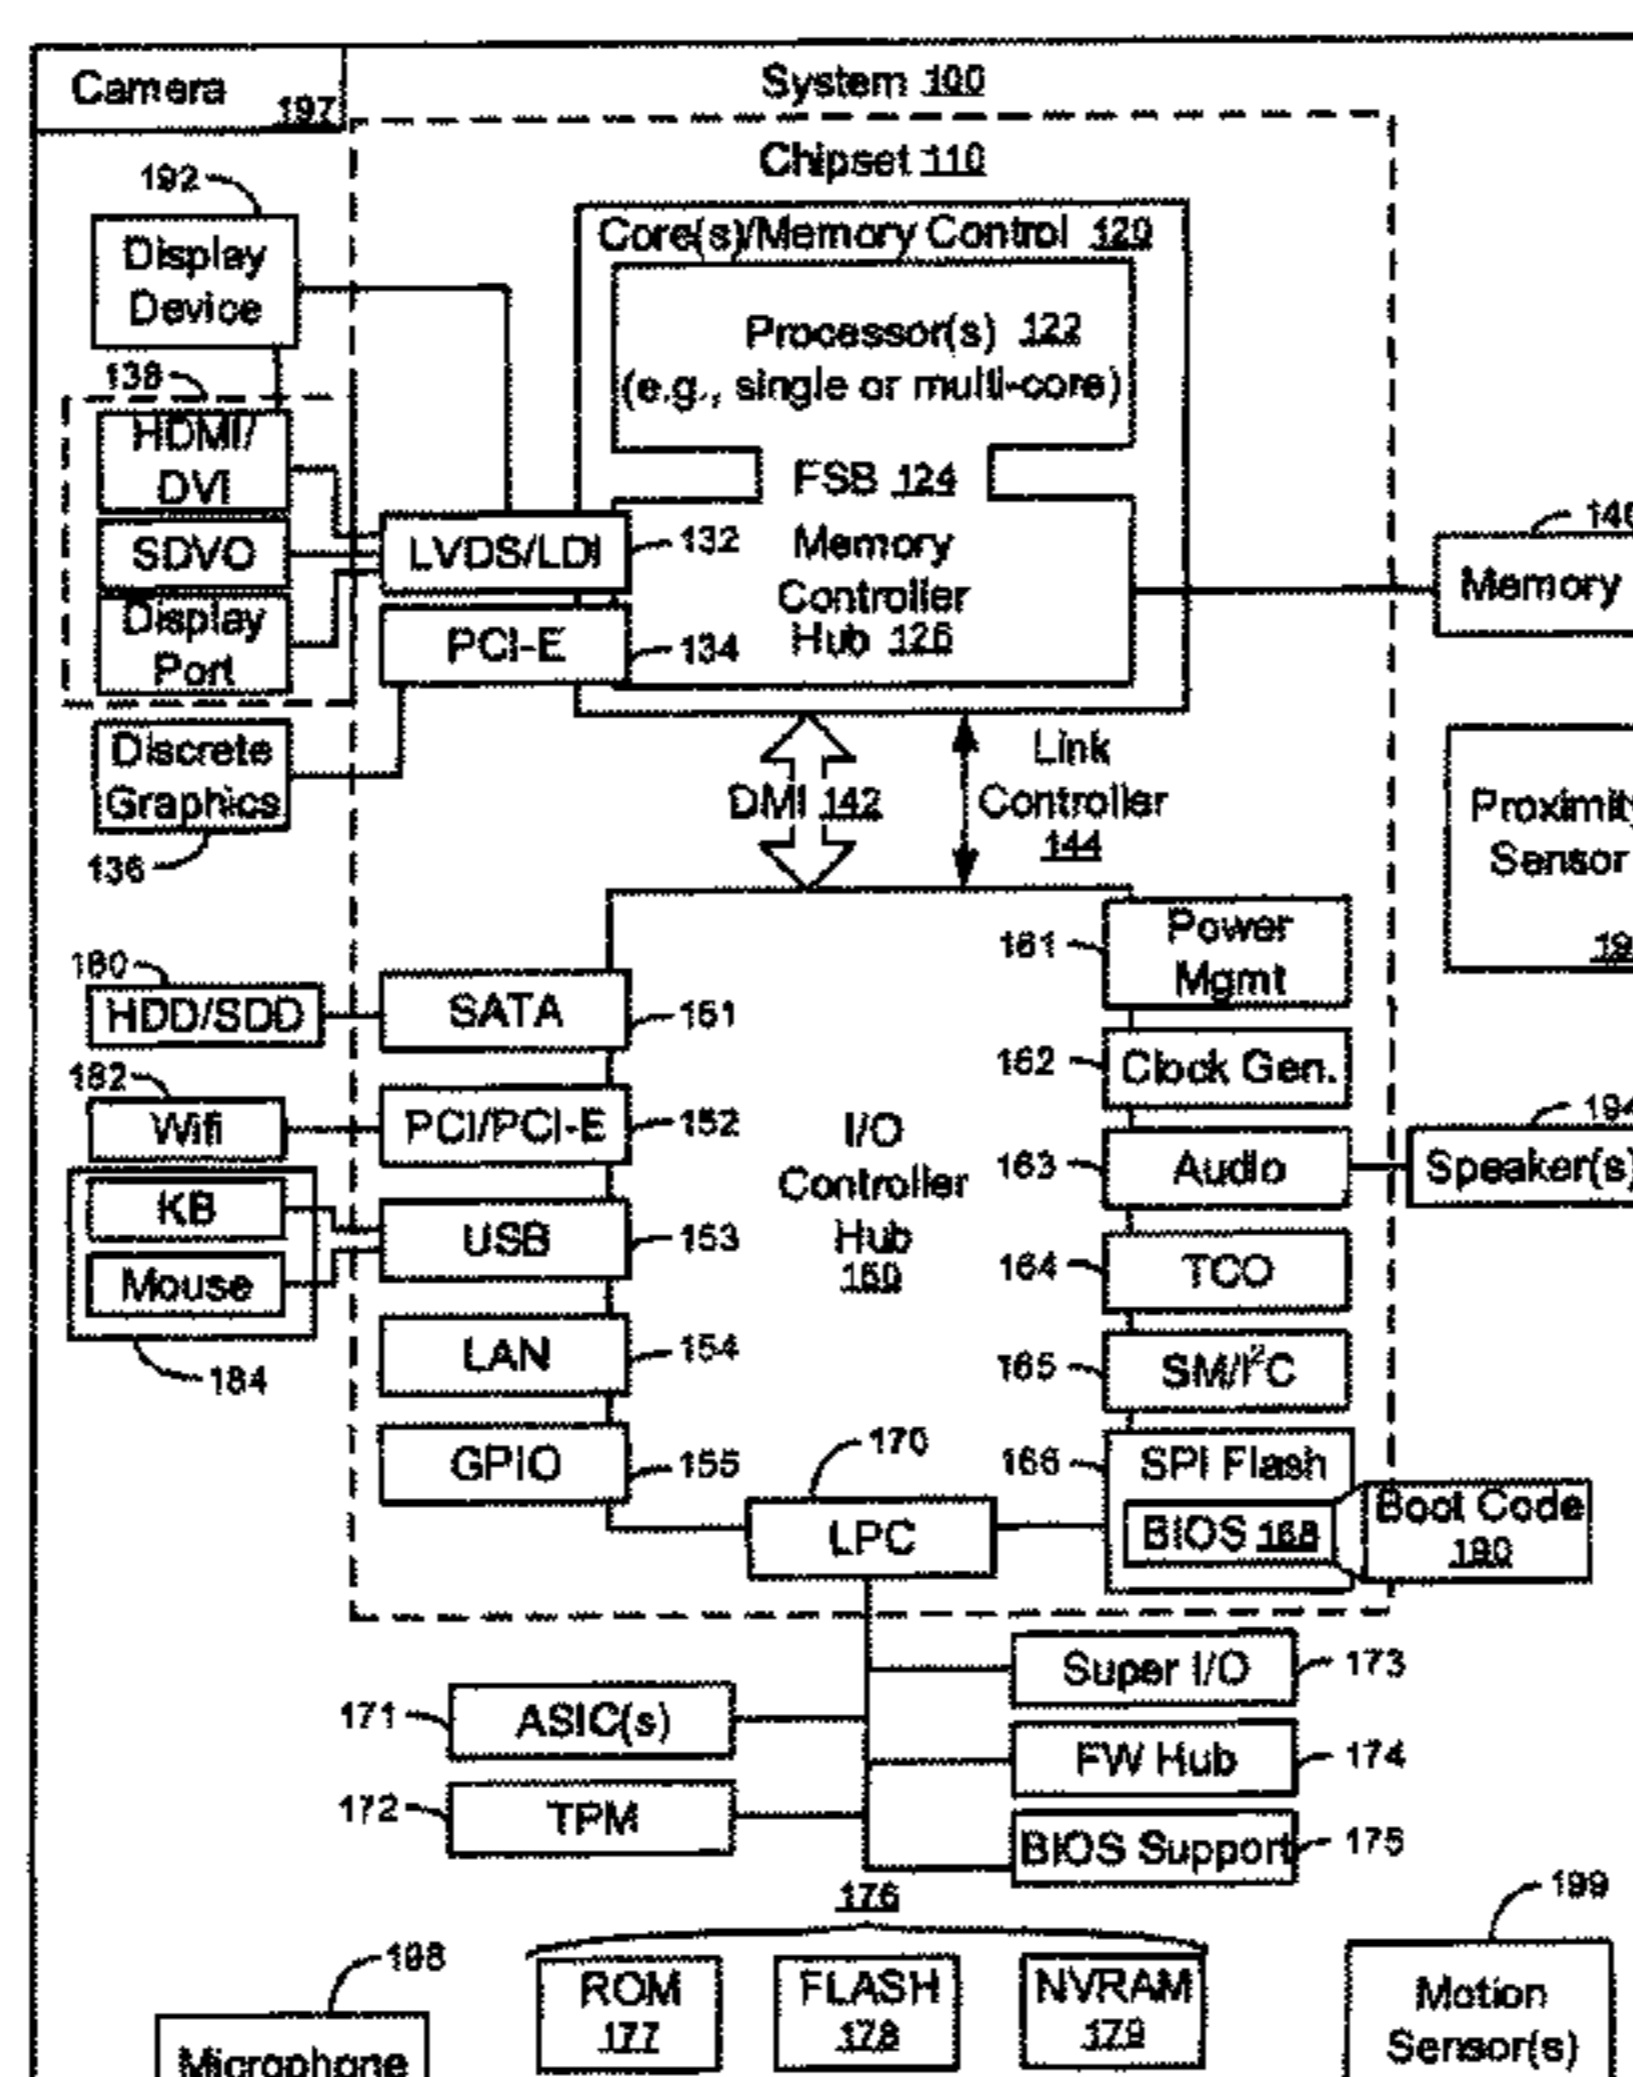 Camera
197
System 100
Chipset 110
192
Display
Device
Core(s)/Memory Control 120
Processor(s) 122
(e.g., single or multi-core)
138
HDMI/
DVI
SDVO
Display
Port
LVDS/LDI
132
PCI-E
134
FSB 124
Memory
Controller
Hub 126
Memory
Discrete
Graphics
136
DMI 142
Link
Controller
144
Proximity
Sensor
180
HDD/SDD
SATA
151
182
Wifi
PCI/PCI-E
152
KB
Mouse
184
USB
153
LAN
154
GPIO
155
I/O
Controller
Hub
150
161
Power
Mgmt
162
Clock Gen.
163
Audio
194
Speaker(s)
164
TCO
165
SM/I²C
166
SPI Flash
BIOS 168
Boot Code
190
170
LPC
171
ASIC(s)
172
TPM
Super I/O
173
FW Hub
174
BIOS Support
175
176
ROM
177
FLASH
178
NVRAM
179
198
Microphone
199
Motion
Sensor(s)